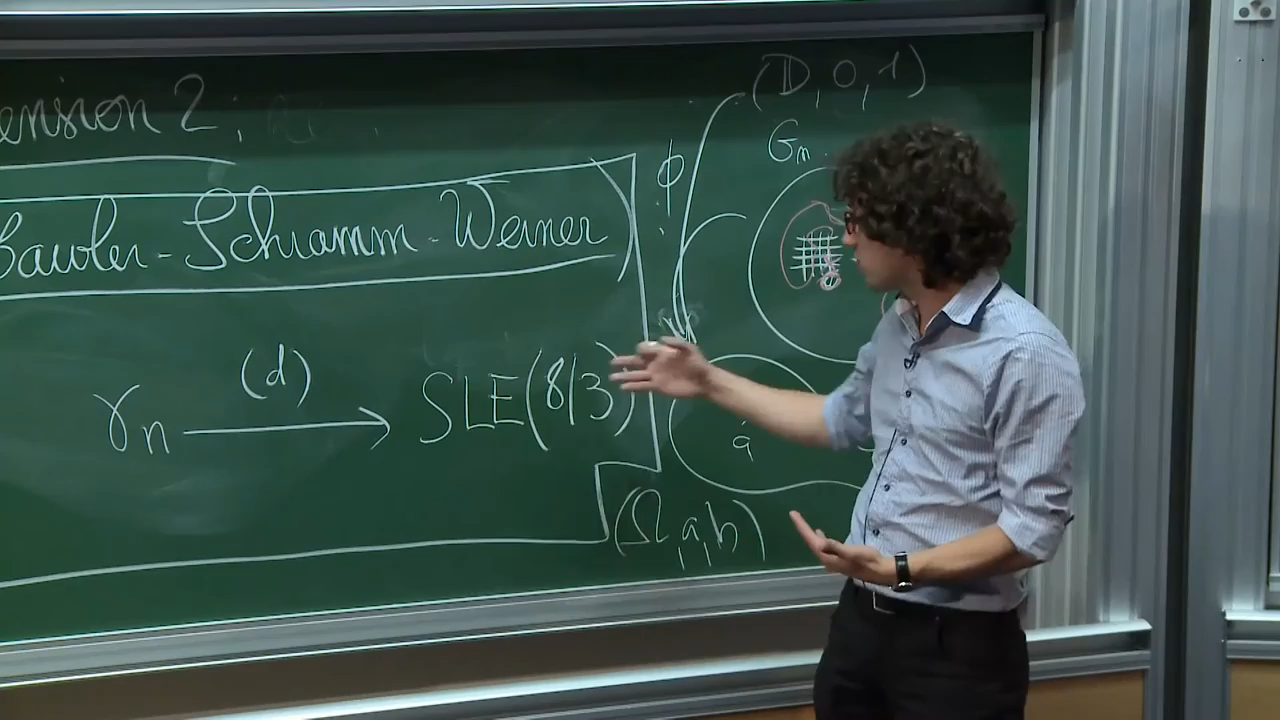 ension 2,
(𝔻, 0, 1)
Gn
ϕ
Lawler - Schramm - Werner)
γn (d) → SLE(8/3)
a
(Ω, a, b)